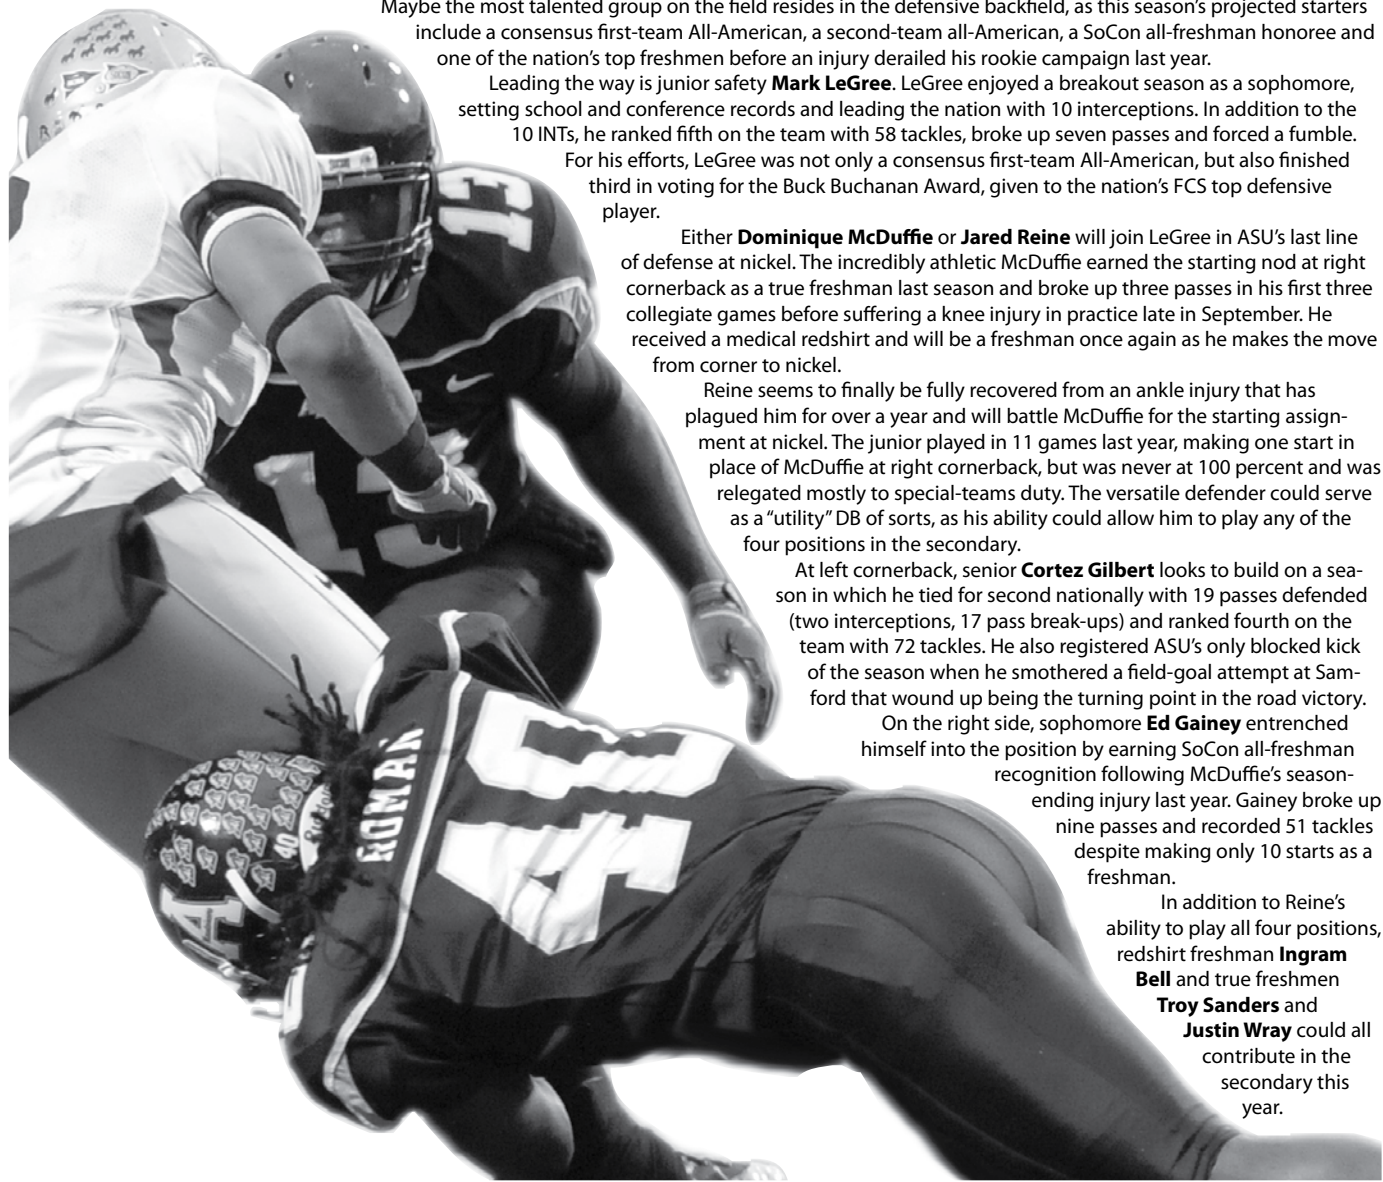 Maybe the most talented group on the field resides in the defensive backfield, as this season's projected starters
include a consensus first-team All-American, a second-team all-American, a SoCon all-freshman honoree and
one of the nation's top freshmen before an injury derailed his rookie campaign last year.
Leading the way is junior safety Mark LeGree. LeGree enjoyed a breakout season as a sophomore,
setting school and conference records and leading the nation with 10 interceptions. In addition to the
10 INTs, he ranked fifth on the team with 58 tackles, broke up seven passes and forced a fumble.
For his efforts, LeGree was not only a consensus first-team All-American, but also finished
third in voting for the Buck Buchanan Award, given to the nation's FCS top defensive
player.
Either Dominique McDuffie or Jared Reine will join LeGree in ASU's last line
of defense at nickel. The incredibly athletic McDuffie earned the starting nod at right
cornerback as a true freshman last season and broke up three passes in his first three
collegiate games before suffering a knee injury in practice late in September. He
received a medical redshirt and will be a freshman once again as he makes the move
from corner to nickel.
Reine seems to finally be fully recovered from an ankle injury that has
plagued him for over a year and will battle McDuffie for the starting assign-
ment at nickel. The junior played in 11 games last year, making one start in
place of McDuffie at right cornerback, but was never at 100 percent and was
relegated mostly to special-teams duty. The versatile defender could serve
as a “utility” DB of sorts, as his ability could allow him to play any of the
four positions in the secondary.
At left cornerback, senior Cortez Gilbert looks to build on a sea-
son in which he tied for second nationally with 19 passes defended
(two interceptions, 17 pass break-ups) and ranked fourth on the
team with 72 tackles. He also registered ASU's only blocked kick
of the season when he smothered a field-goal attempt at Sam-
ford that wound up being the turning point in the road victory.
On the right side, sophomore Ed Gainey entrenched
himself into the position by earning SoCon all-freshman
recognition following McDuffie's season-
ending injury last year. Gainey broke up
nine passes and recorded 51 tackles
despite making only 10 starts as a
freshman.
In addition to Reine's
ability to play all four positions,
redshirt freshman Ingram
Bell and true freshmen
Troy Sanders and
Justin Wray could all
contribute in the
secondary this
year.
13
13
ROMAN
40
40
A